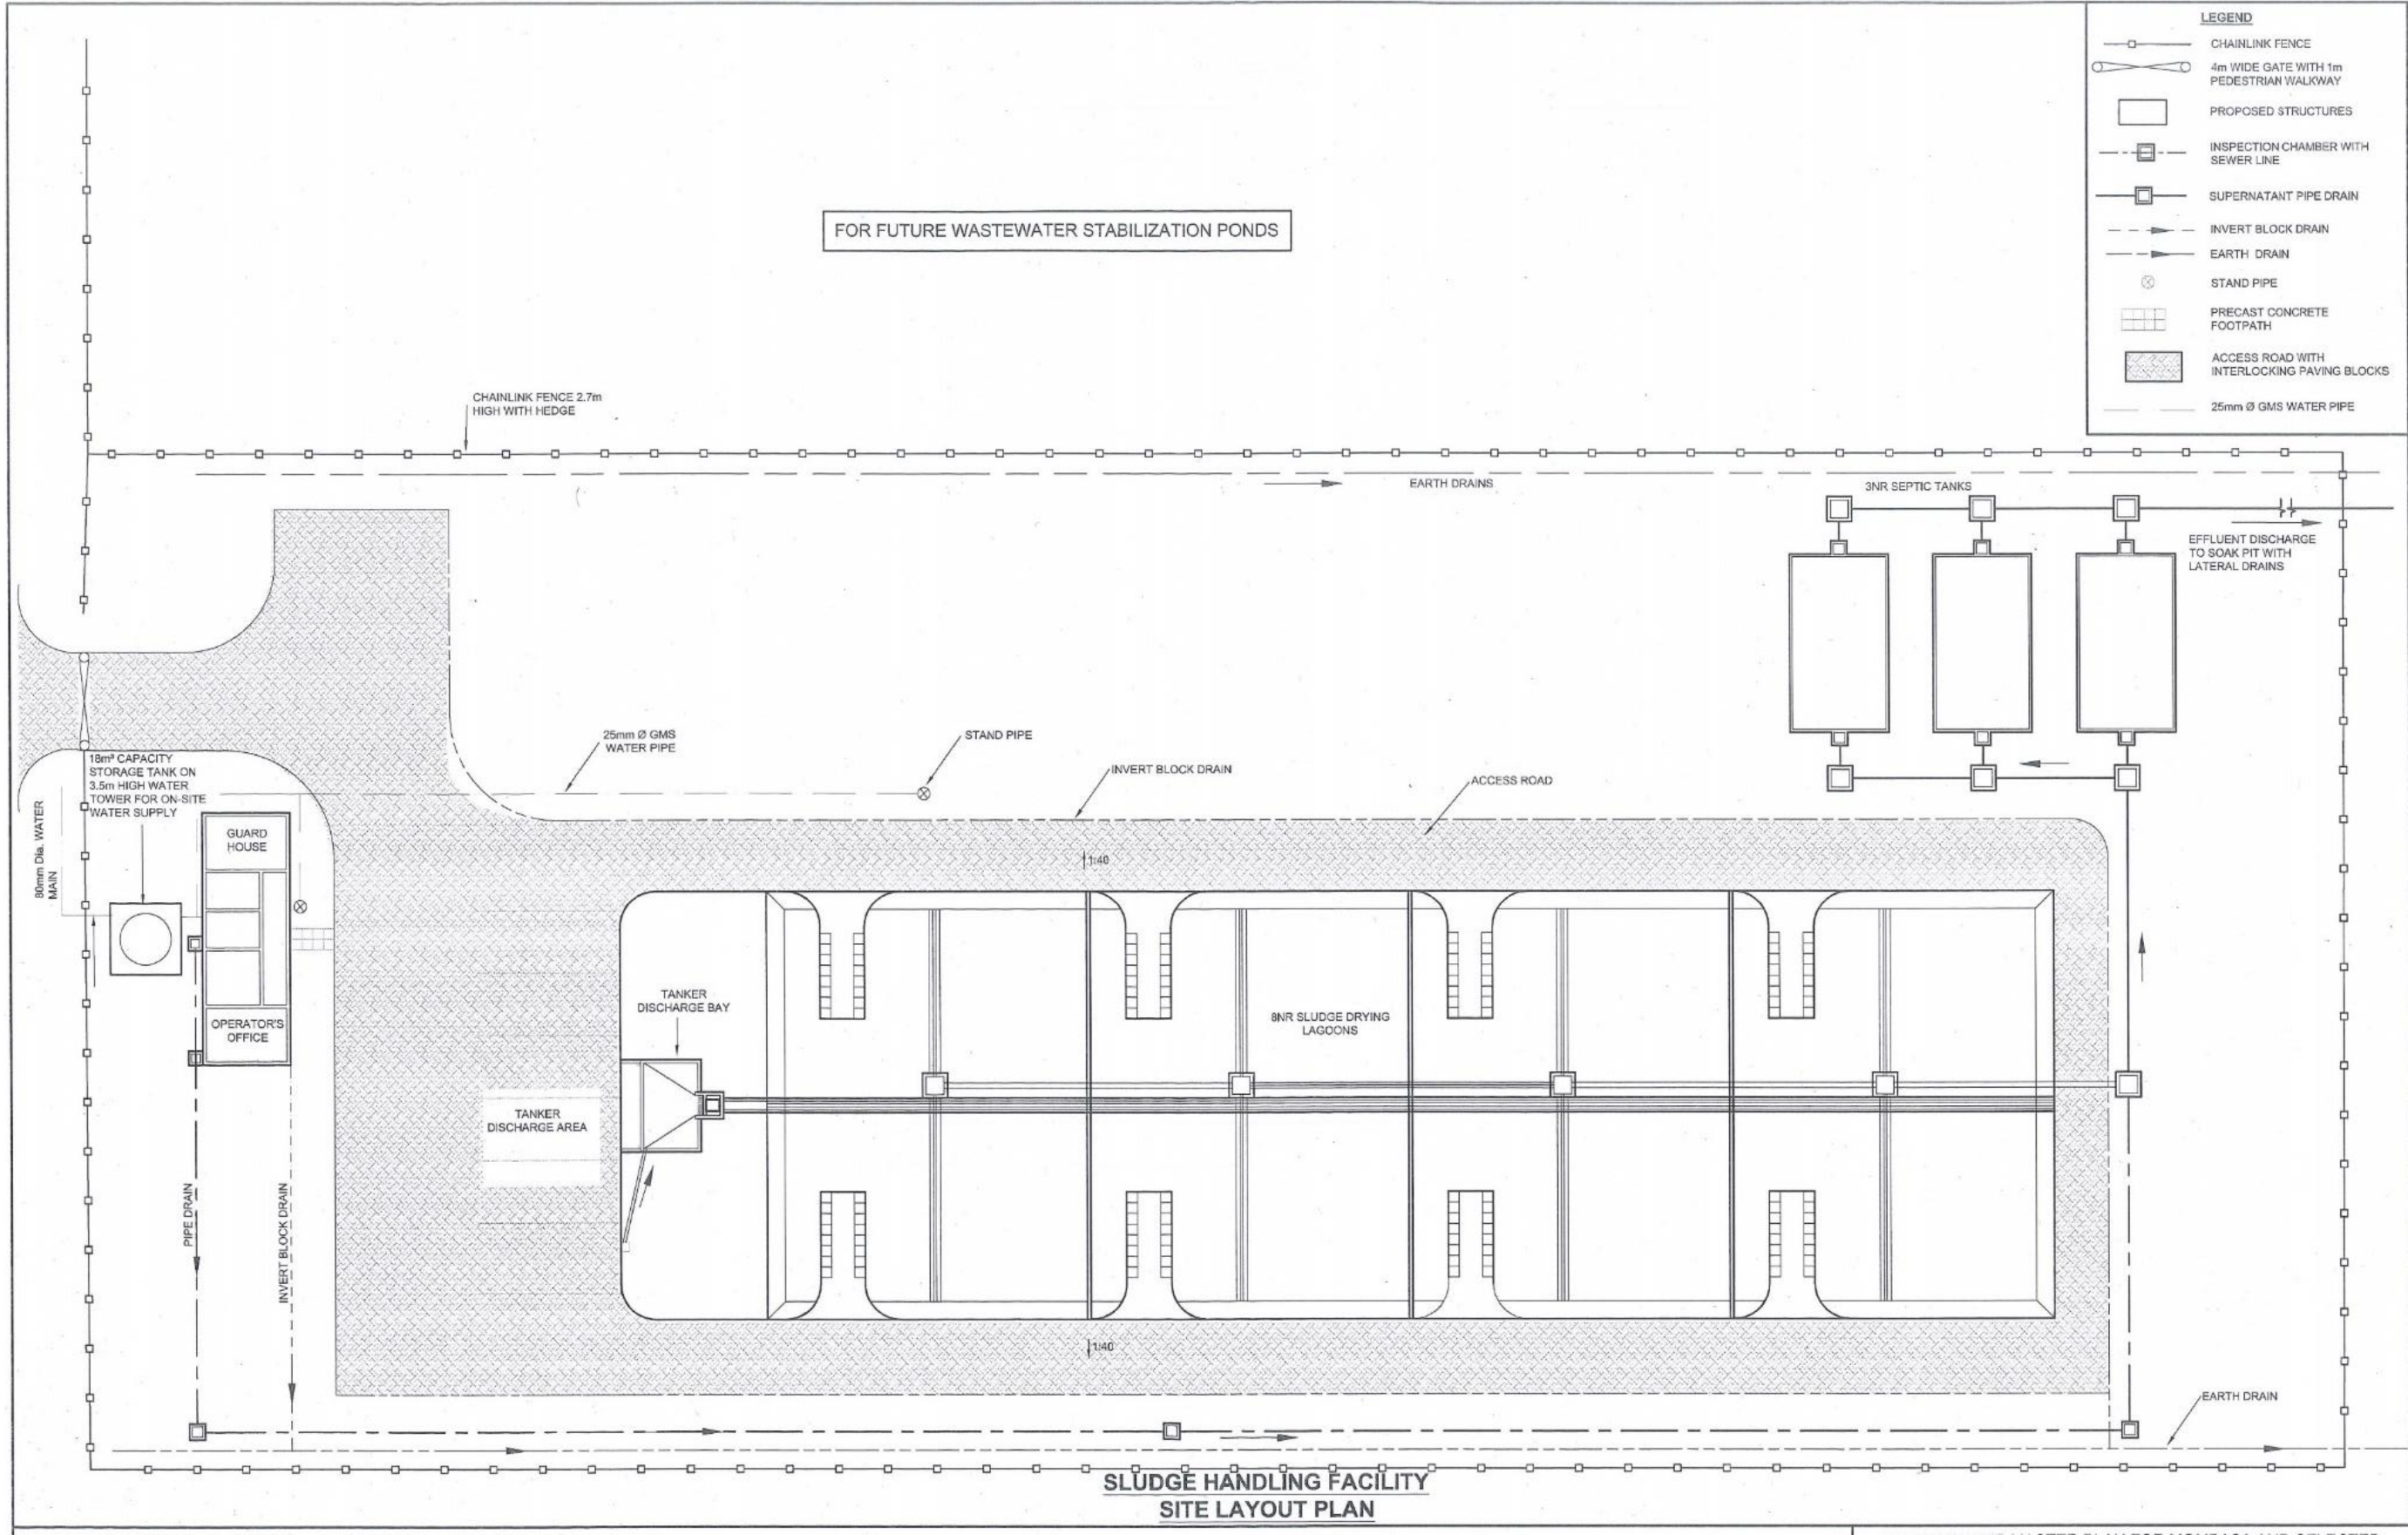 LEGEND
CHAINLINK FENCE
4m WIDE GATE WITH 1m
PEDESTRIAN WALKWAY
PROPOSED STRUCTURES
INSPECTION CHAMBER WITH
SEWER LINE
SUPERNATANT PIPE DRAIN
INVERT BLOCK DRAIN
EARTH DRAIN
STAND PIPE
PRECAST CONCRETE
FOOTPATH
ACCESS ROAD WITH
INTERLOCKING PAVING BLOCKS
25mm Ø GMS WATER PIPE
FOR FUTURE WASTEWATER STABILIZATION PONDS
CHAINLINK FENCE 2.7m
HIGH WITH HEDGE
EARTH DRAINS
3NR SEPTIC TANKS
EFFLUENT DISCHARGE
TO SOAK PIT WITH
LATERAL DRAINS
25mm Ø GMS
WATER PIPE
STAND PIPE
INVERT BLOCK DRAIN
ACCESS ROAD
18m³ CAPACITY
STORAGE TANK ON
3.5m HIGH WATER
TOWER FOR ON-SITE
WATER SUPPLY
80mm Dia. WATER
MAIN
GUARD
HOUSE
1:40
TANKER
DISCHARGE BAY
8NR SLUDGE DRYING
LAGOONS
OPERATOR'S
OFFICE
TANKER
DISCHARGE AREA
PIPE DRAIN
INVERT BLOCK DRAIN
1:40
EARTH DRAIN
SLUDGE HANDLING FACILITY
SITE LAYOUT PLAN